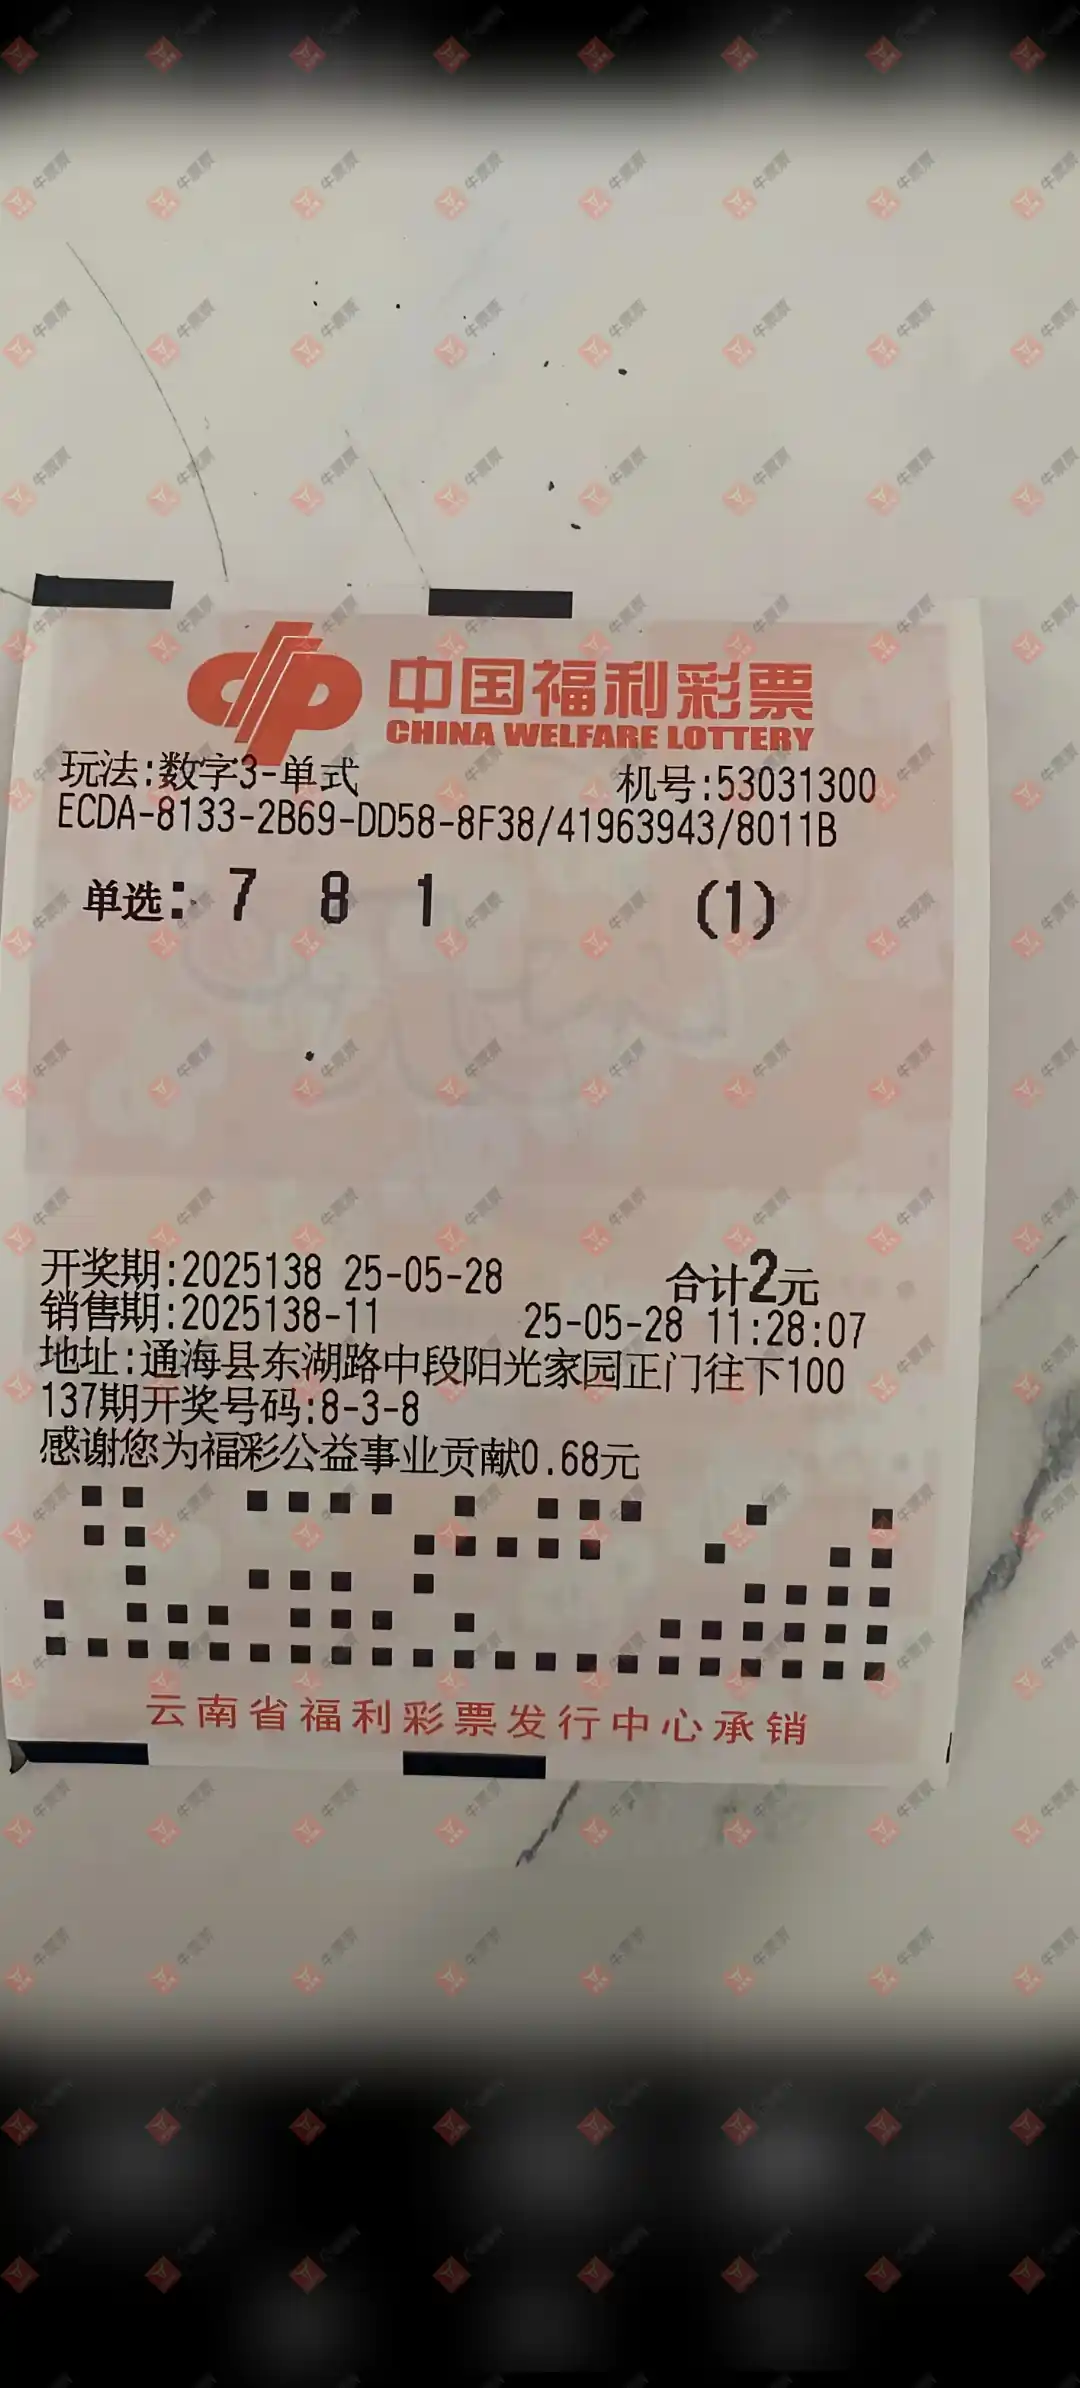 中国福利彩票
CHINA WELFARE LOTTERY
玩法:数字3-单式 机号:53031300
ECDA-8133-2B69-DD58-8F38/41963943/8011B
单选: 7 8 1 (1)
开奖期:2025138 25-05-28 合计2元
销售期:2025138-11 25-05-28 11:28:07
地址:通海县东湖路中段阳光家园正门往下100
137期开奖号码:8-3-8
感谢您为福彩公益事业贡献0.68元
云南省福利彩票发行中心承销
牛票票